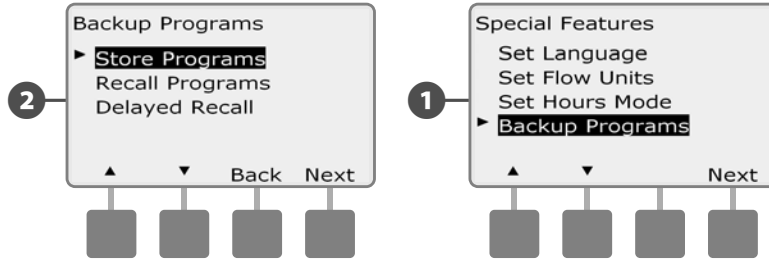 2
Backup Programs
► Store Programs
Recall Programs
Delayed Recall
▲ ▼ Back Next
1
Special Features
Set Language
Set Flow Units
Set Hours Mode
► Backup Programs
▲ ▼ Next